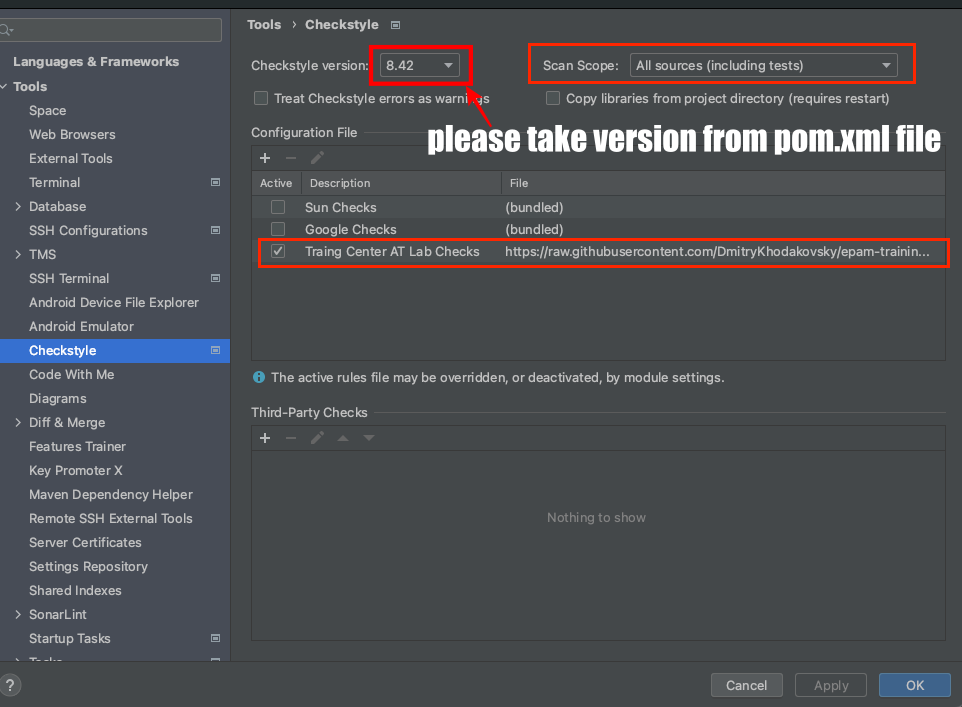 Tools › Checkstyle
Languages & Frameworks
Tools
Space
Web Browsers
External Tools
Terminal
Database
SSH Configurations
TMS
SSH Terminal
Android Device File Explorer
Android Emulator
Checkstyle
Code With Me
Diagrams
Diff & Merge
Features Trainer
Key Promoter X
Maven Dependency Helper
Remote SSH External Tools
Server Certificates
Settings Repository
Shared Indexes
SonarLint
Startup Tasks
Tasks
Checkstyle version: 8.42 Scan Scope: All sources (including tests)
Treat Checkstyle errors as warnings Copy libraries from project directory (requires restart)
please take version from pom.xml file
Configuration File
Active Description File
Sun Checks (bundled)
Google Checks (bundled)
Traing Center AT Lab Checks https://raw.githubusercontent.com/DmitryKhodakovsky/epam-trainin...
The active rules file may be overridden, or deactivated, by module settings.
Third-Party Checks
Nothing to show
? Cancel Apply OK